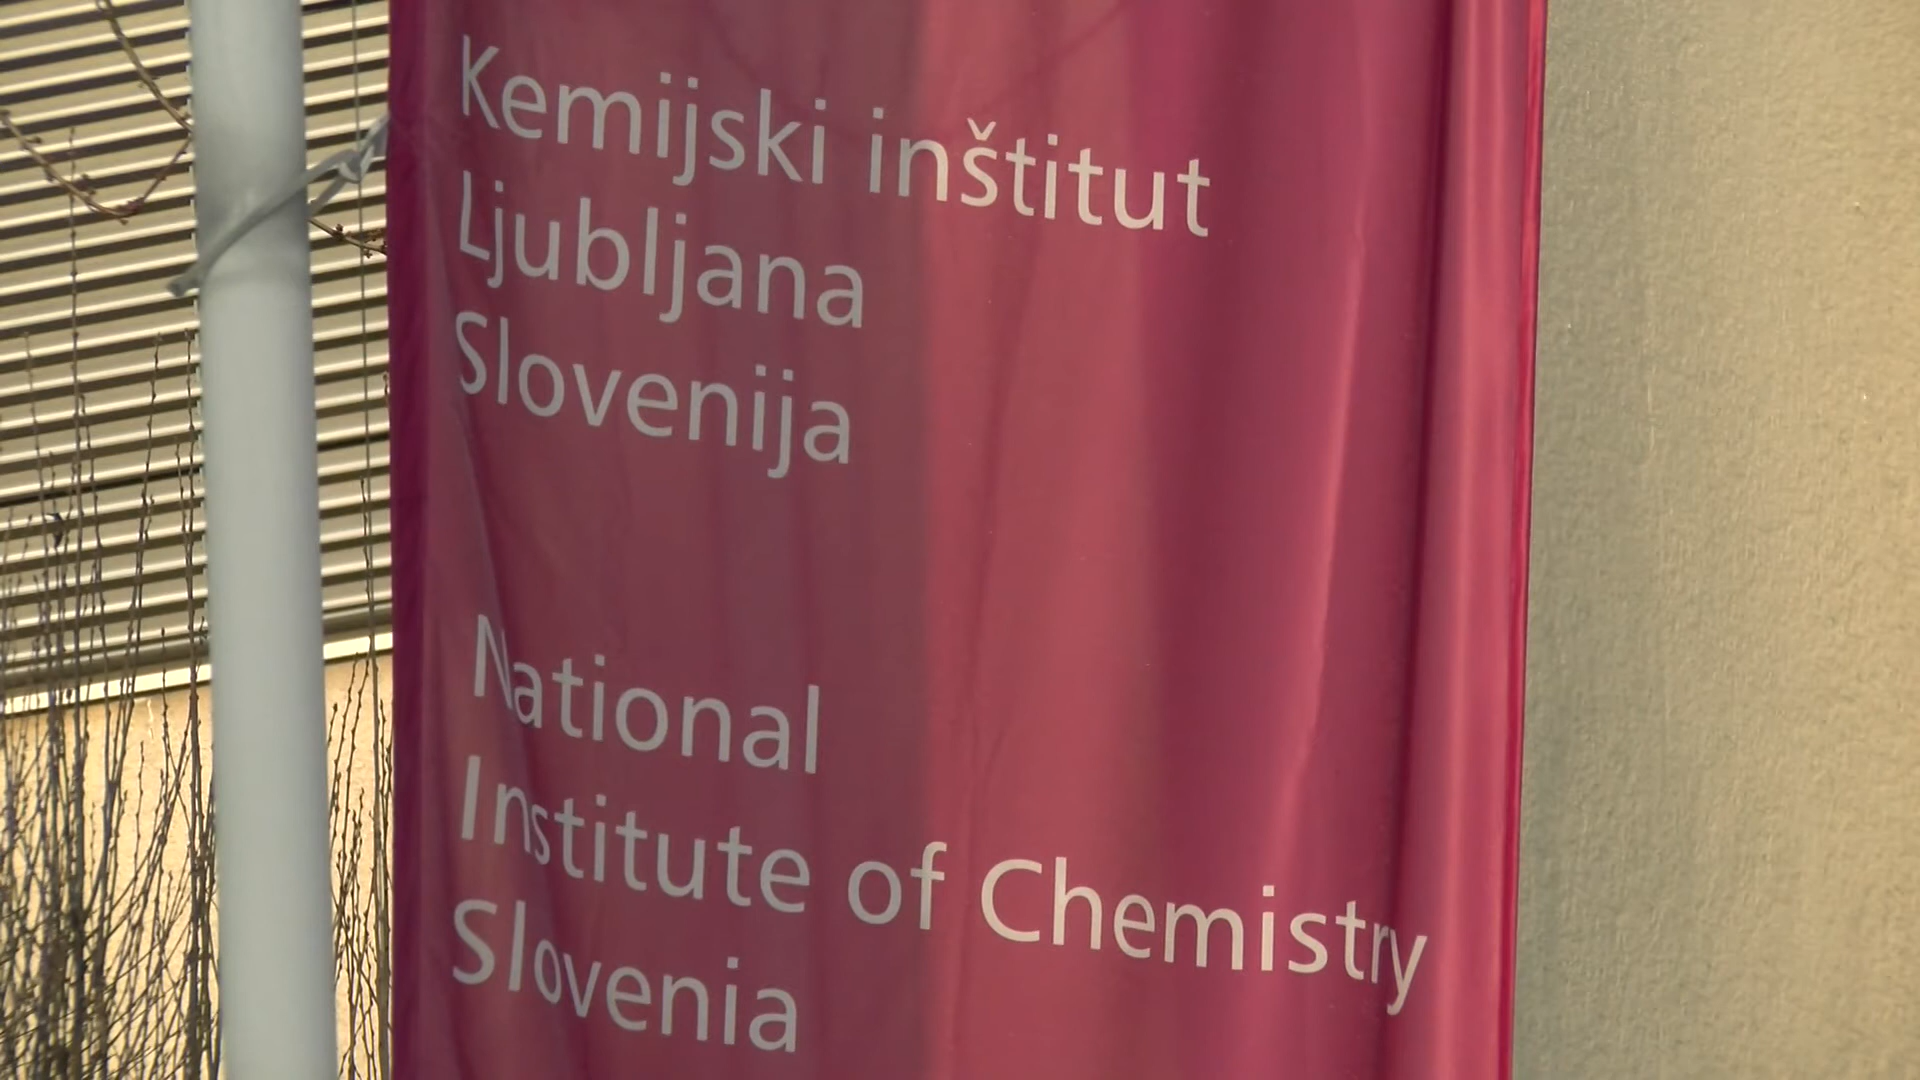 Kemijski inštitut
Ljubljana
Slovenija
National
Institute of Chemistry
Slovenia